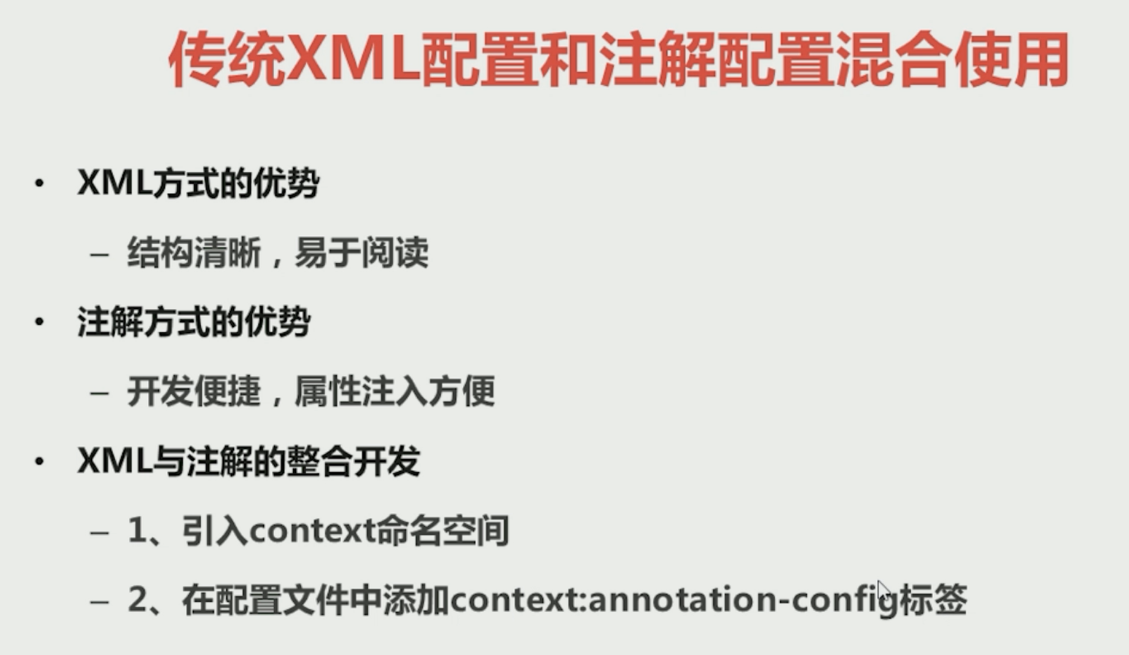 传统XML配置和注解配置混合使用
• XML方式的优势
– 结构清晰，易于阅读
• 注解方式的优势
– 开发便捷，属性注入方便
• XML与注解的整合开发
– 1、引入context命名空间
– 2、在配置文件中添加context:annotation-config标签